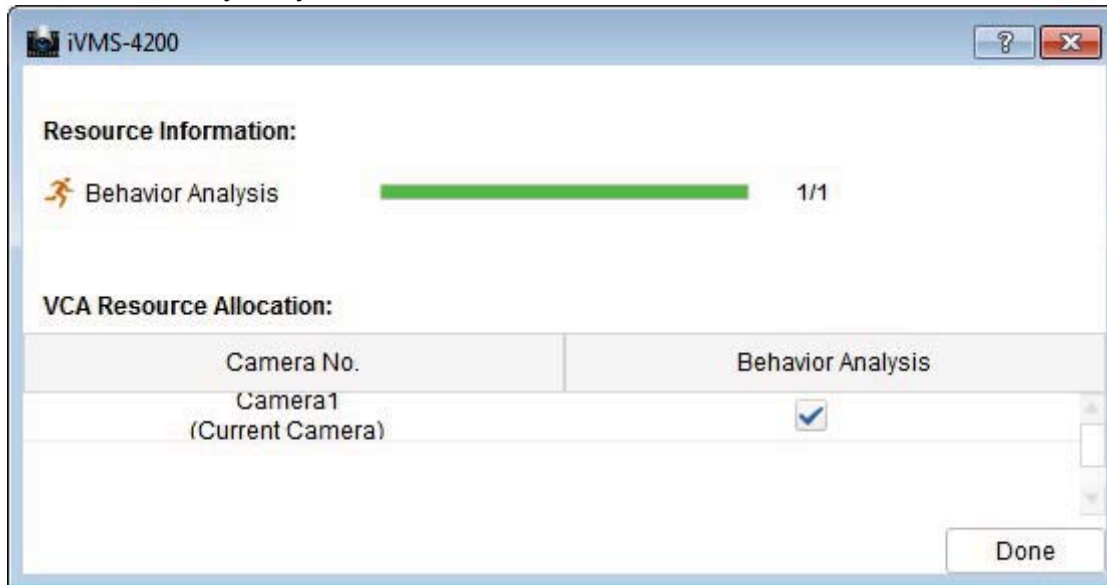 iVMS-4200
Resource Information:
Behavior Analysis 1/1
VCA Resource Allocation:
Camera No. Behavior Analysis
Camera1
(Current Camera)
Done